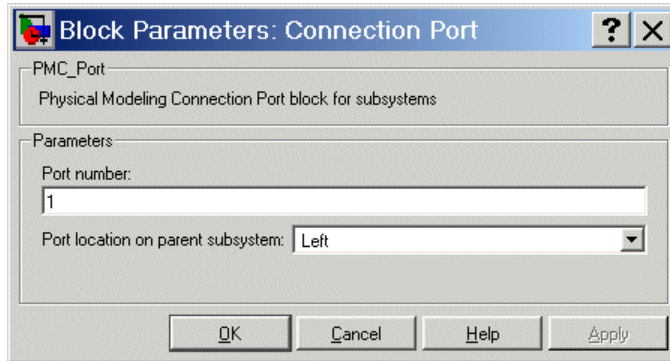 Block Parameters: Connection Port
PMC_Port
Physical Modeling Connection Port block for subsystems
Parameters
Port number:
1
Port location on parent subsystem: Left
OK Cancel Help Apply